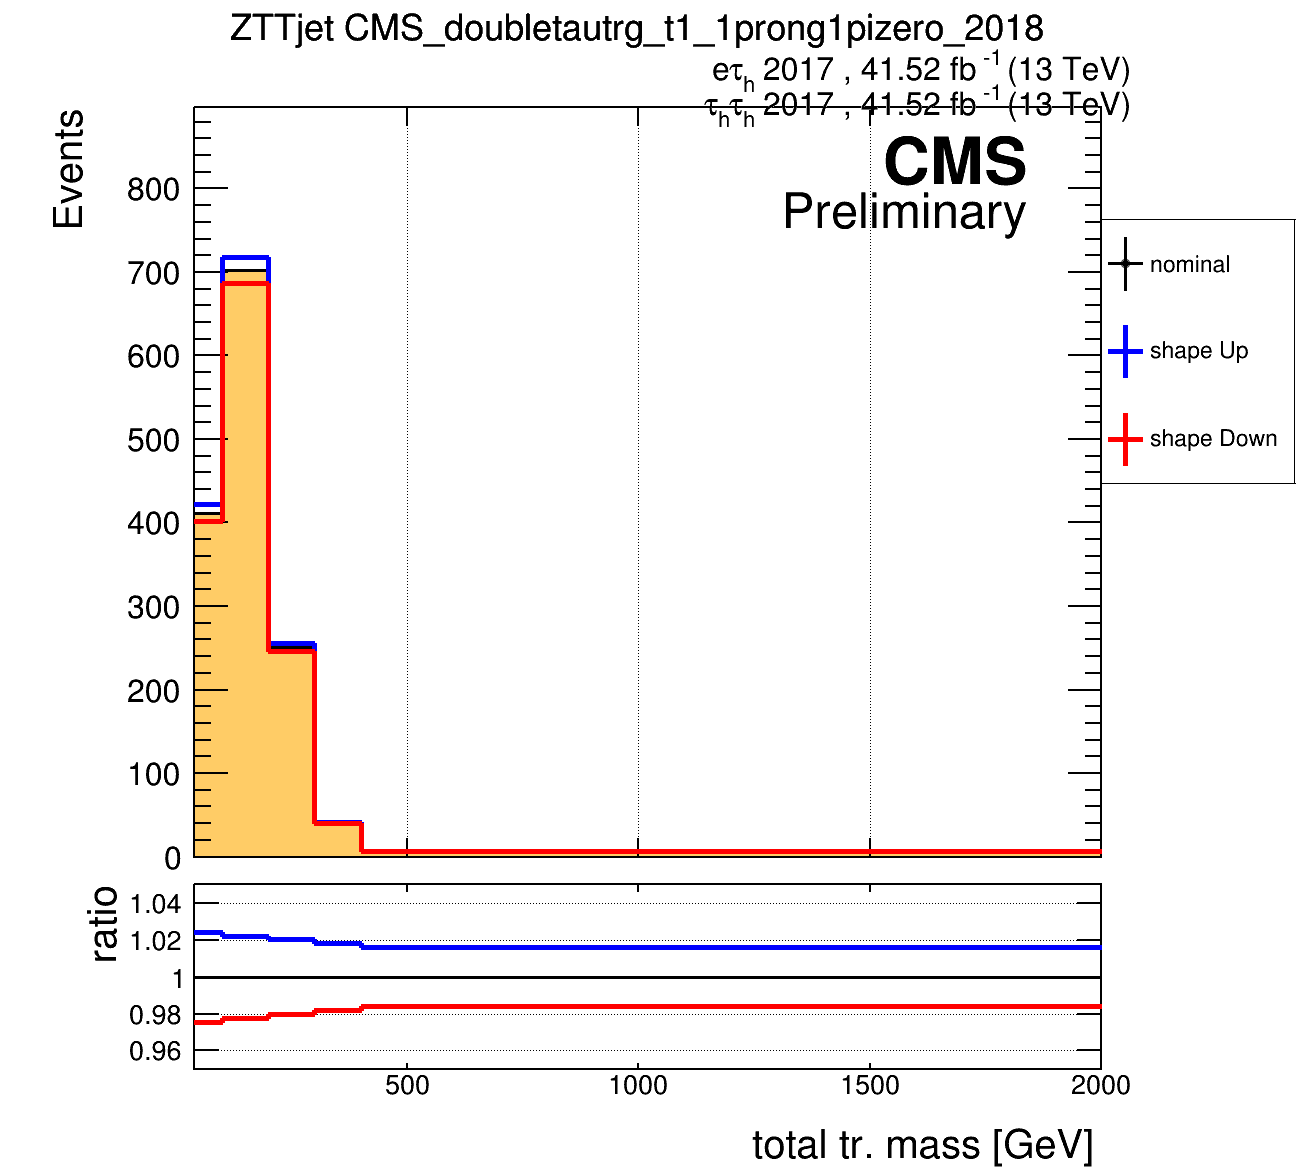 ZTTjet CMS_doubletautrg_t1_1prong1pizero_2018
eτh 2017 , 41.52 fb -1 (13 TeV)
τhτh 2017 , 41.52 fb -1 (13 TeV)
CMS
Preliminary
Events
800
700
600
500
400
300
200
100
0
nominal
shape Up
shape Down
ratio
1.04
1.02
1
0.98
0.96
500 1000 1500 2000
total tr. mass [GeV]